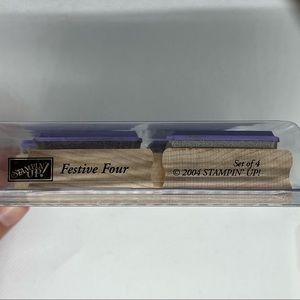 STAMPIN' UP!
Festive Four
Set of 4
© 2004 STAMPIN' UP!